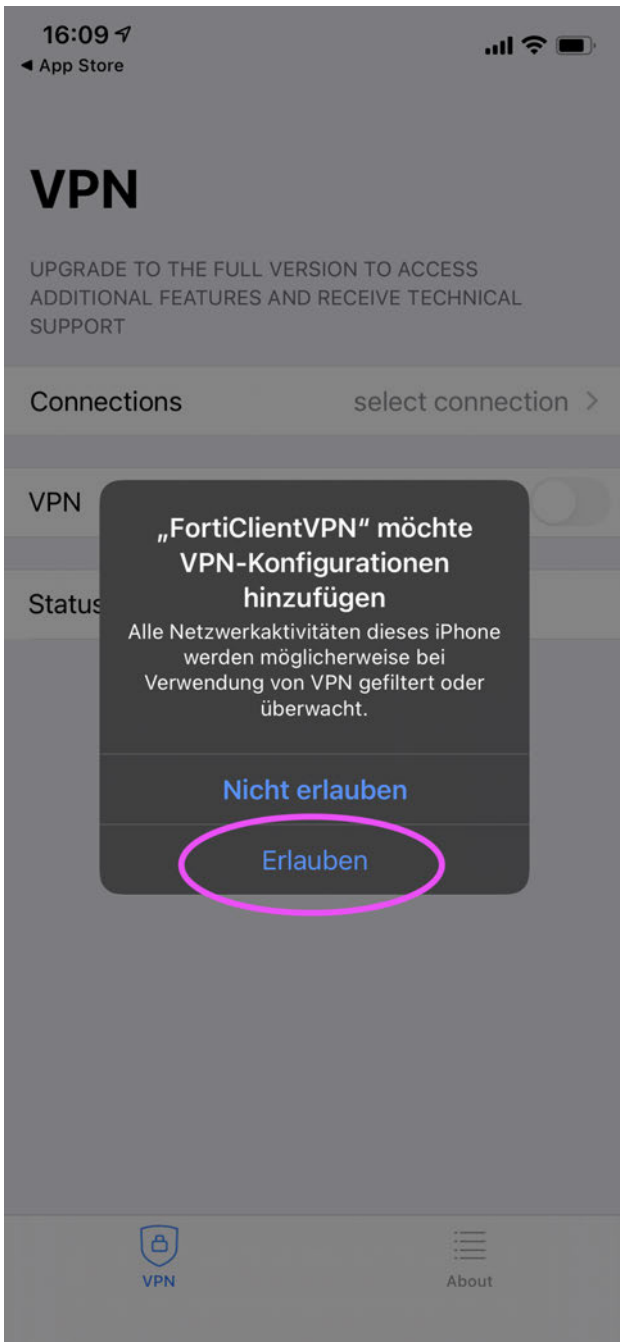 16:09
◀ App Store
VPN
UPGRADE TO THE FULL VERSION TO ACCESS
ADDITIONAL FEATURES AND RECEIVE TECHNICAL
SUPPORT
Connections select connection >
VPN
„FortiClientVPN“ möchte
VPN-Konfigurationen
hinzufügen
Status
Alle Netzwerkaktivitäten dieses iPhone
werden möglicherweise bei
Verwendung von VPN gefiltert oder
überwacht.
Nicht erlauben
Erlauben
VPN About